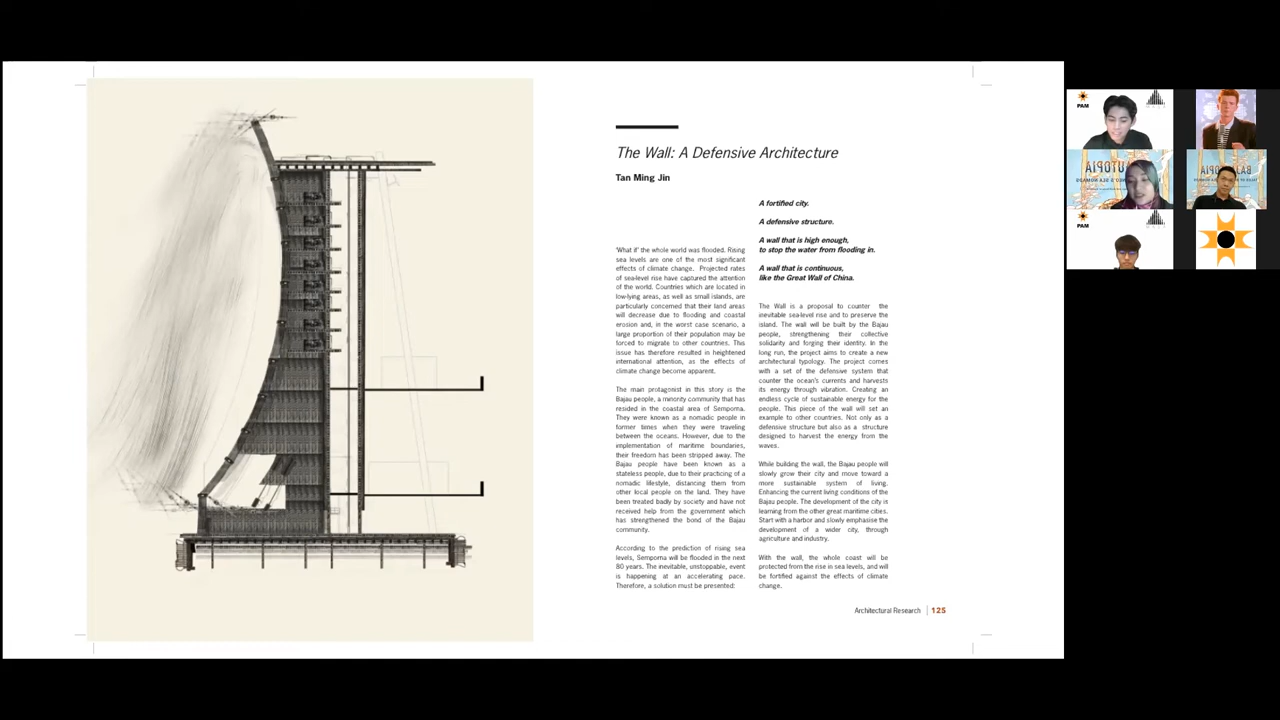 The Wall: A Defensive Architecture
Tan Ming Jin
'What if' the whole world was flooded. Rising
sea levels are one of the most significant
effects of climate change. Projected rates
of sea-level rise have captured the attention
of the world. Countries which are located in
low-lying areas, as well as small islands, are
particularly concerned that their land areas
will decrease due to flooding and coastal
erosion and, in the worst case scenario, a
large proportion of their population may be
forced to migrate to other countries. This
issue has therefore resulted in heightened
international attention, as the effects of
climate change become apparent.
The main protagonist in this story is the
Bajau people, a minority community that has
resided in the coastal area of Semporna.
They were known as a nomadic people in
former times when they were traveling
between the oceans. However, due to the
implementation of maritime boundaries,
their freedom has been stripped away. The
Bajau people have been known as a
stateless people, due to their practicing of a
nomadic lifestyle, distancing them from
other local people on the land. They have
been treated badly by society and have not
received help from the government which
has strengthened the bond of the Bajau
community.
According to the prediction of rising sea
levels, Semporna will be flooded in the next
80 years. The inevitable, unstoppable, event
is happening at an accelerating pace.
Therefore, a solution must be presented:
A fortified city.
A defensive structure.
A wall that is high enough,
to stop the water from flooding in.
A wall that is continuous,
like the Great Wall of China.
The Wall is a proposal to counter the
inevitable sea-level rise and to preserve the
island. The wall will be built by the Bajau
people, strengthening their collective
solidarity and forging their identity. In the
long run, the project aims to create a new
architectural typology. The project comes
with a set of the defensive system that
counter the ocean's currents and harvests
its energy through vibration. Creating an
endless cycle of sustainable energy for the
people. This piece of the wall will set an
example to other countries. Not only as a
defensive structure but also as a structure
designed to harvest the energy from the
waves.
While building the wall, the Bajau people will
slowly grow their city and move toward a
more sustainable system of living.
Enhancing the current living conditions of the
Bajau people. The development of the city is
learning from the other great maritime cities.
Start with a harbor and slowly emphasise the
development of a wider city, through
agriculture and industry.
With the wall, the whole coast will be
protected from the rise in sea levels, and will
be fortified against the effects of climate
change.
Architectural Research | 125
PAM
PAM